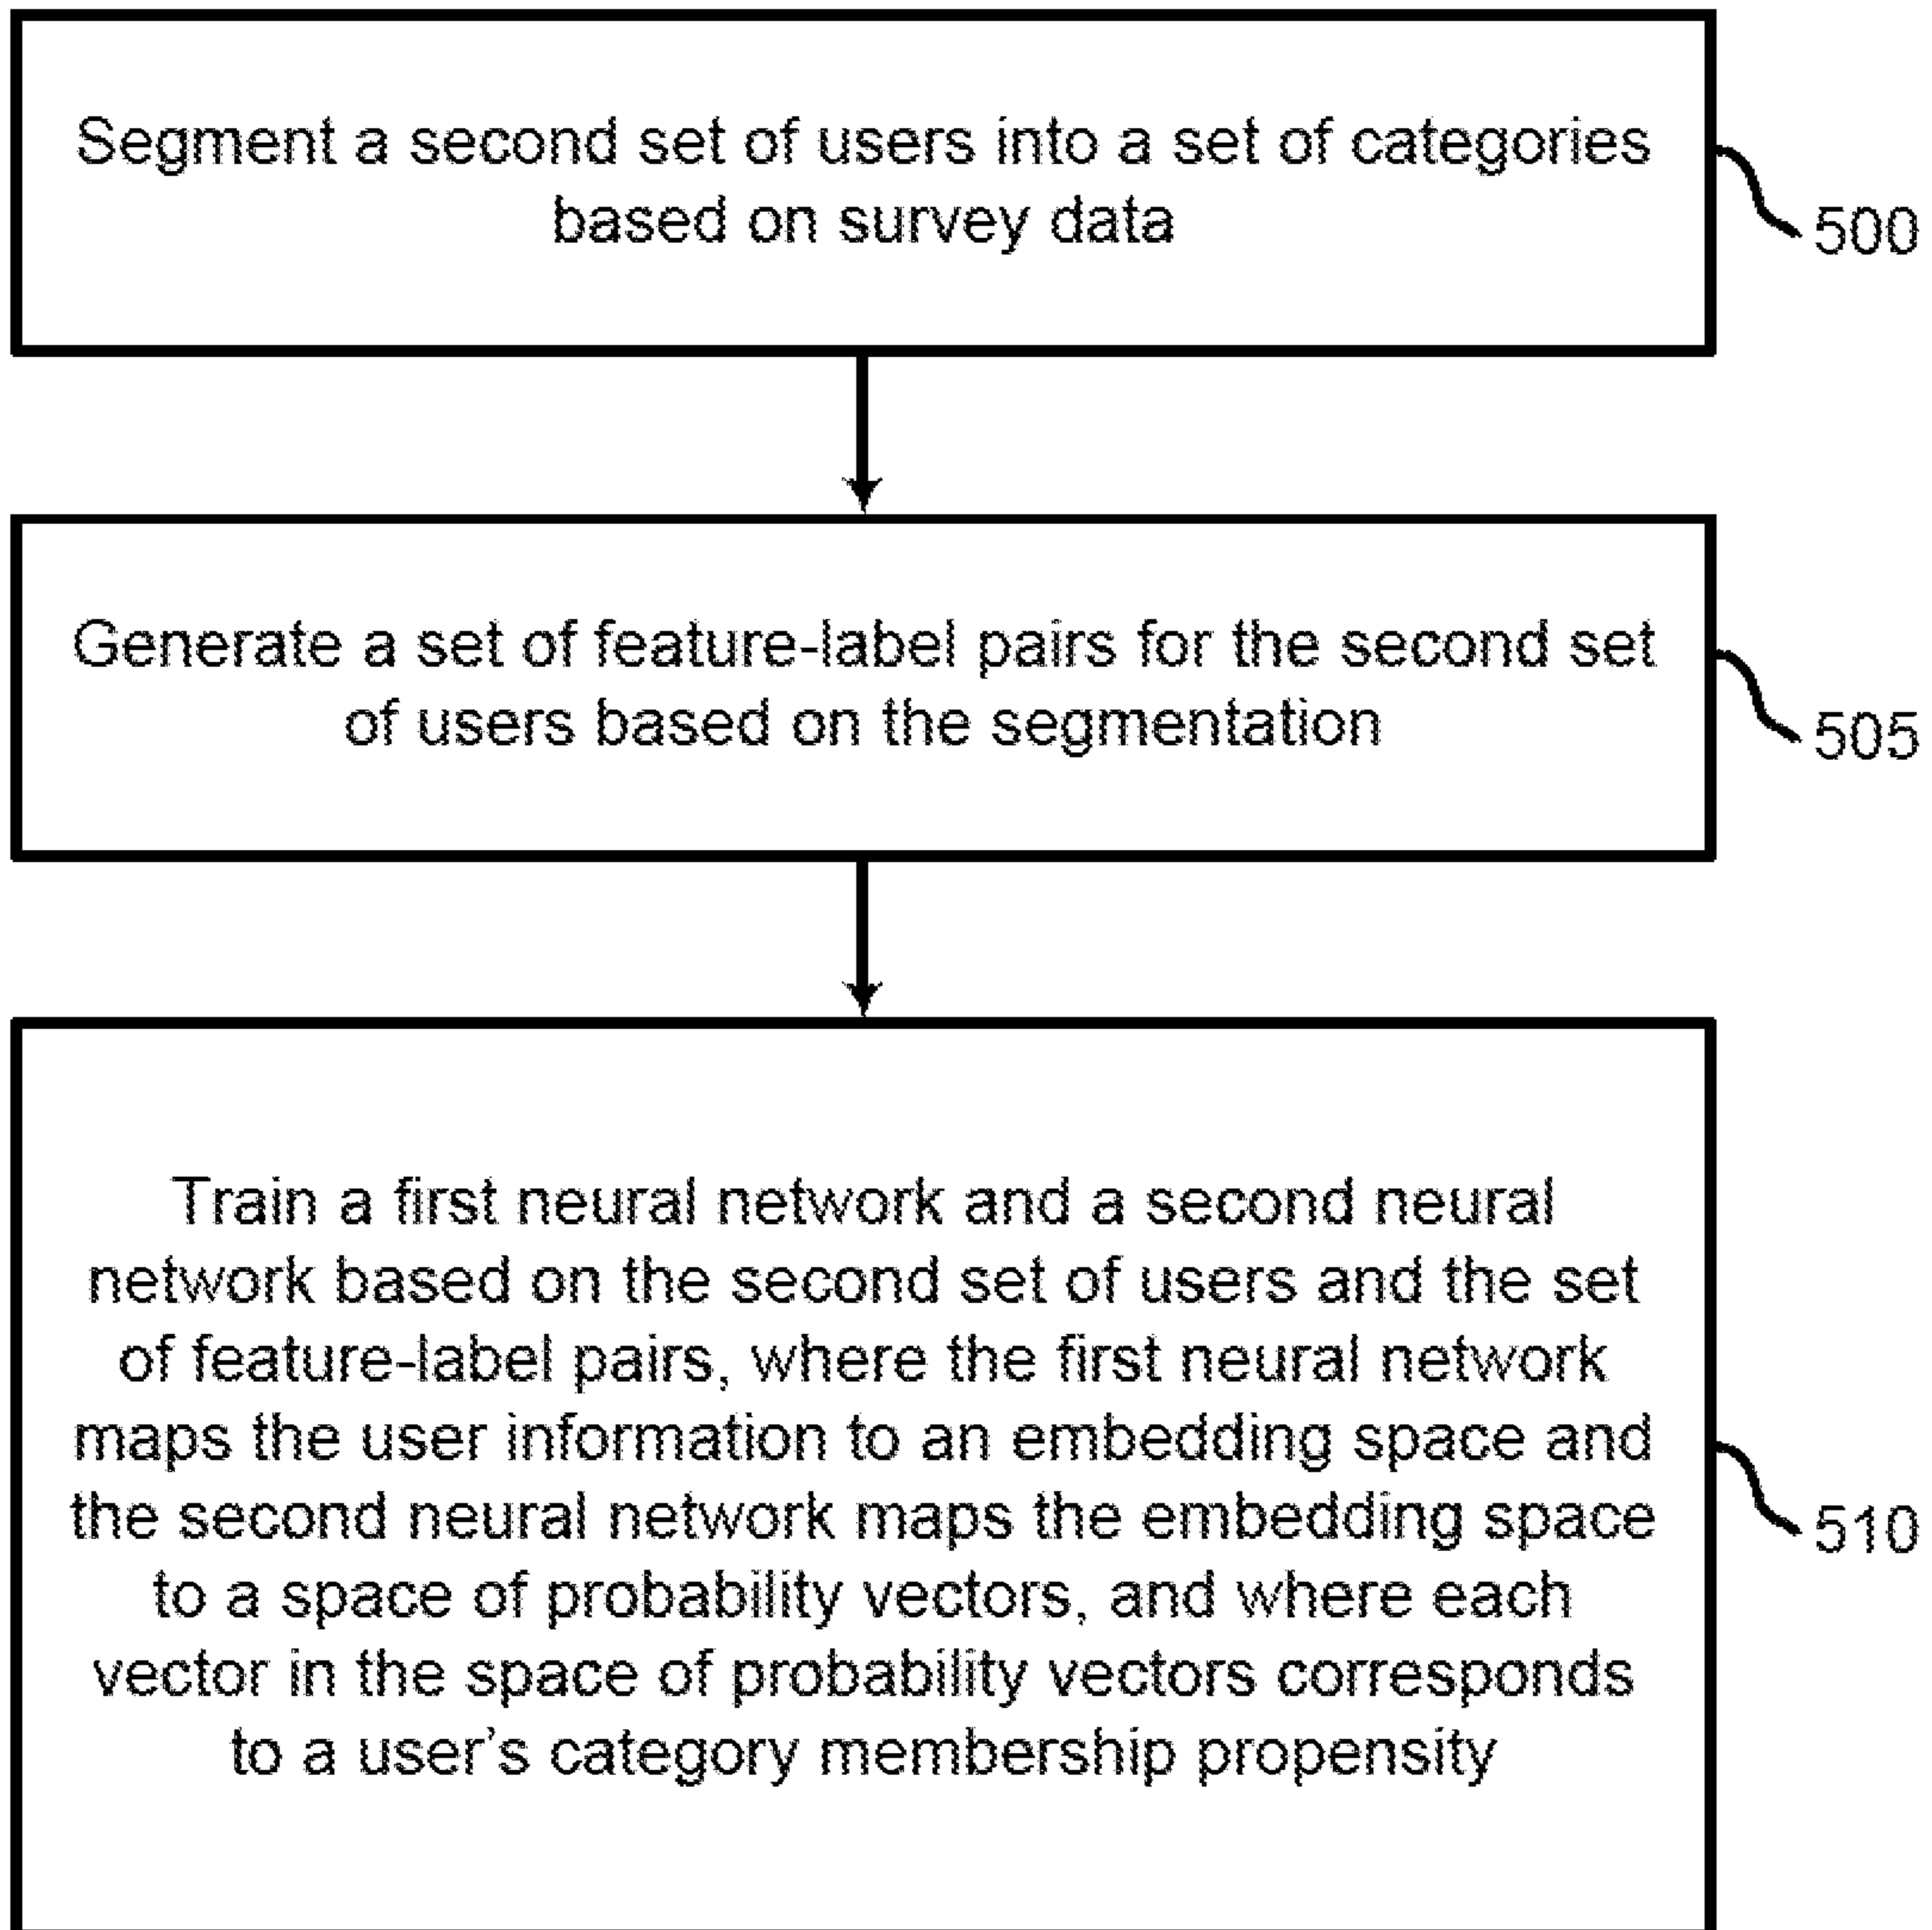 Segment a second set of users into a set of categories
based on survey data
500
Generate a set of feature-label pairs for the second set
of users based on the segmentation
505
Train a first neural network and a second neural
network based on the second set of users and the set
of feature-label pairs, where the first neural network
maps the user information to an embedding space and
the second neural network maps the embedding space
to a space of probability vectors, and where each
vector in the space of probability vectors corresponds
to a user's category membership propensity
510